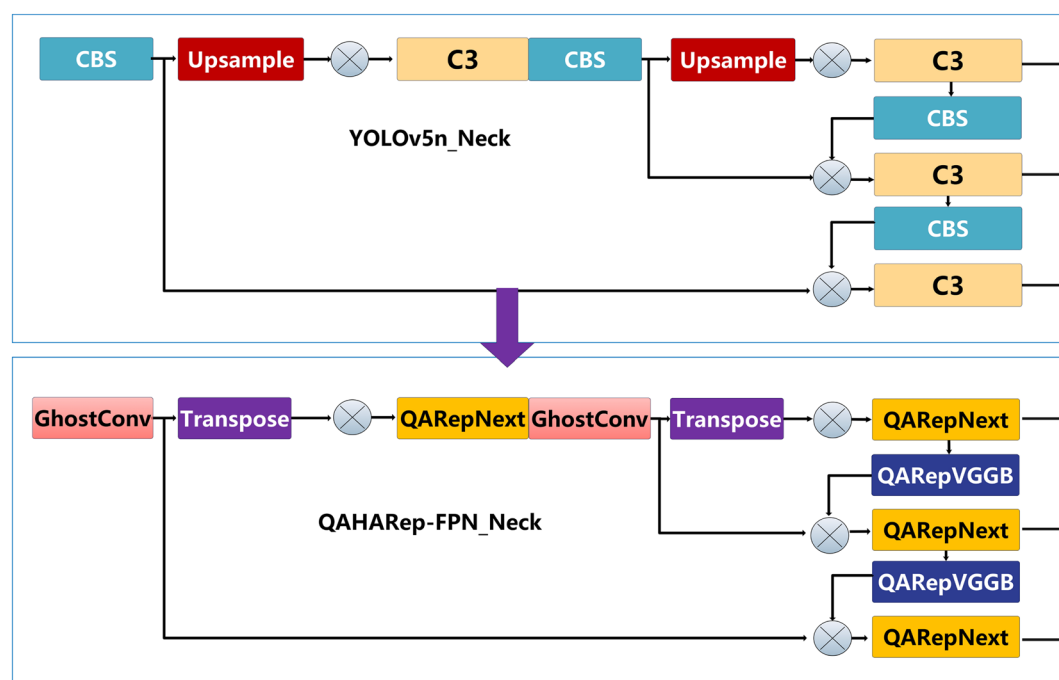 CBS
Upsample
C3
CBS
Upsample
C3
CBS
YOLOv5n_Neck
C3
CBS
C3
GhostConv
Transpose
QARepNext
GhostConv
Transpose
QARepNext
QARepVGGB
QAHARep-FPN_Neck
QARepNext
QARepVGGB
QARepNext